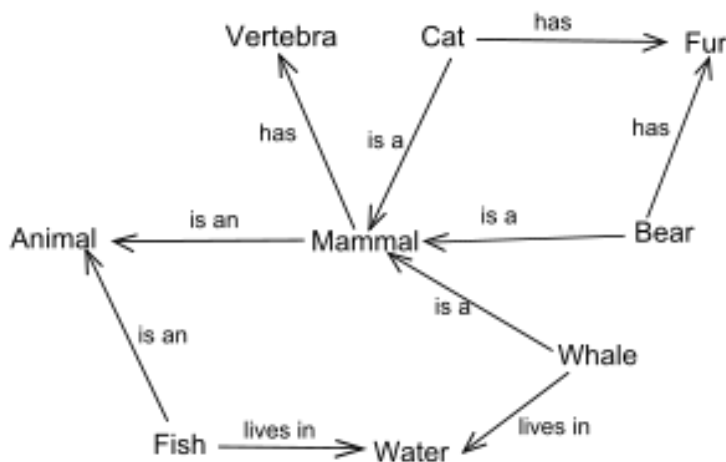 Vertebra
Cat
has
Fur
has
is a
has
Animal
is an
Mammal
is a
Bear
is an
is a
Whale
Fish
lives in
Water
lives in